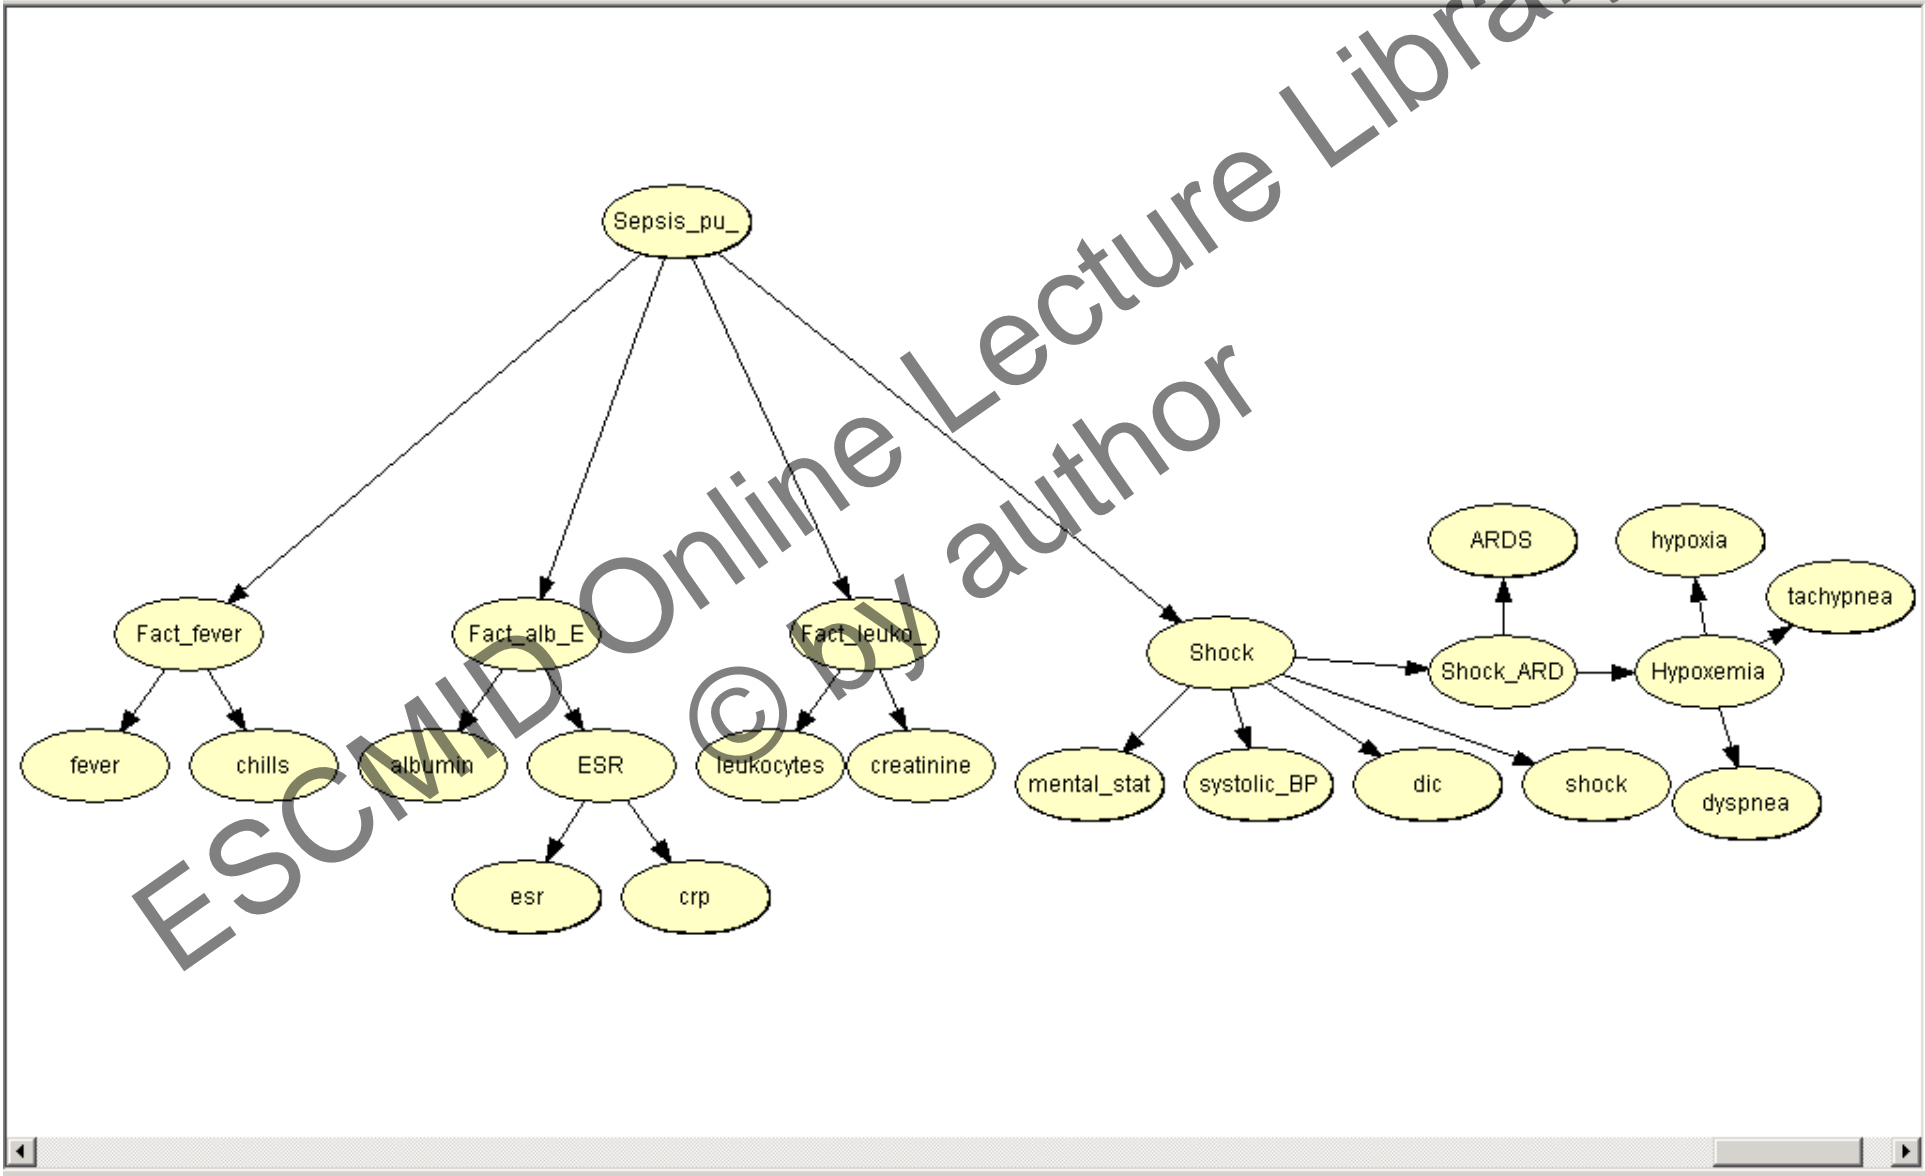 Sepsis_pu_
ARDS
hypoxia
tachypnea
Fact_fever
Fact_alb_E
Fact_leuko_
Shock
Shock_ARD
Hypoxemia
fever
chills
albumin
ESR
leukocytes
creatinine
mental_stat
systolic_BP
dic
shock
dyspnea
esr
crp
ESCMID Online Lecture Library
© by author